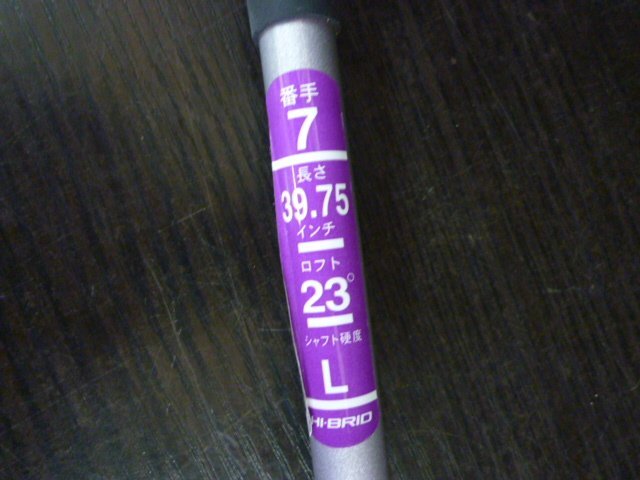 番手
7
長さ
39.75
インチ
ロフト
23°
シャフト硬度
L
HI-BRID